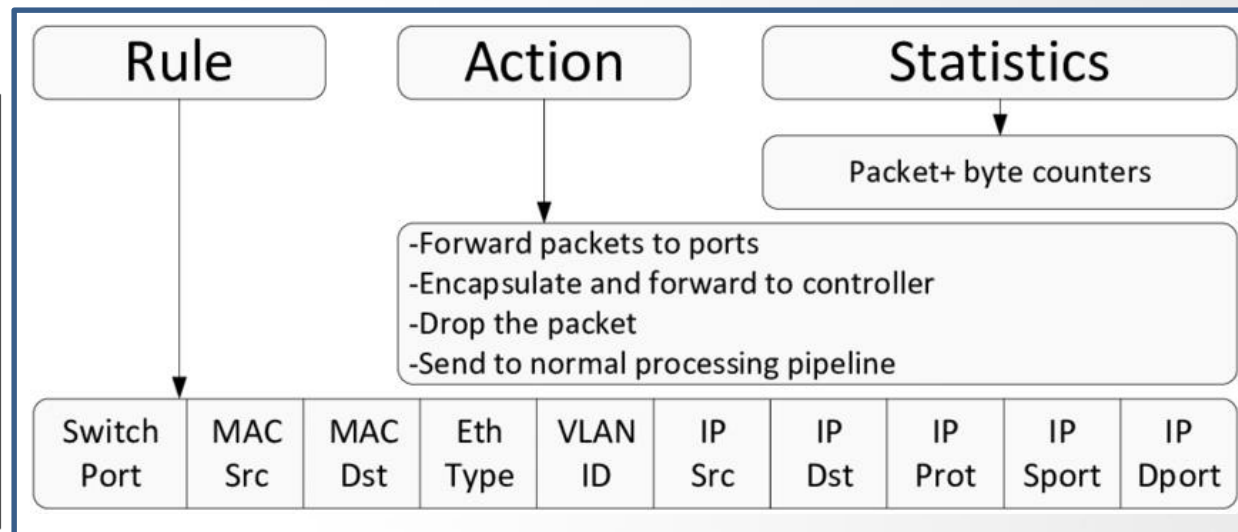 Rule
Action
Statistics
Packet+ byte counters
-Forward packets to ports
-Encapsulate and forward to controller
-Drop the packet
-Send to normal processing pipeline
Switch Port
MAC Src
MAC Dst
Eth Type
VLAN ID
IP Src
IP Dst
IP Prot
IP Sport
IP Dport